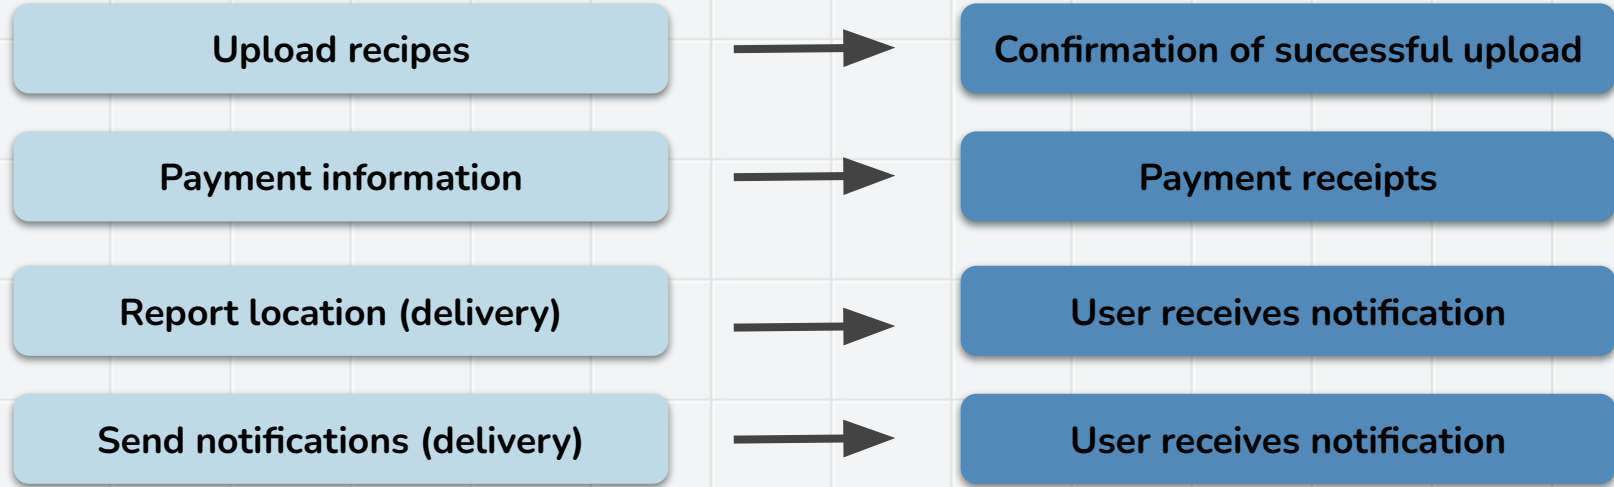 Upload recipes
Confirmation of successful upload
Payment information
Payment receipts
Report location (delivery)
User receives notification
Send notifications (delivery)
User receives notification